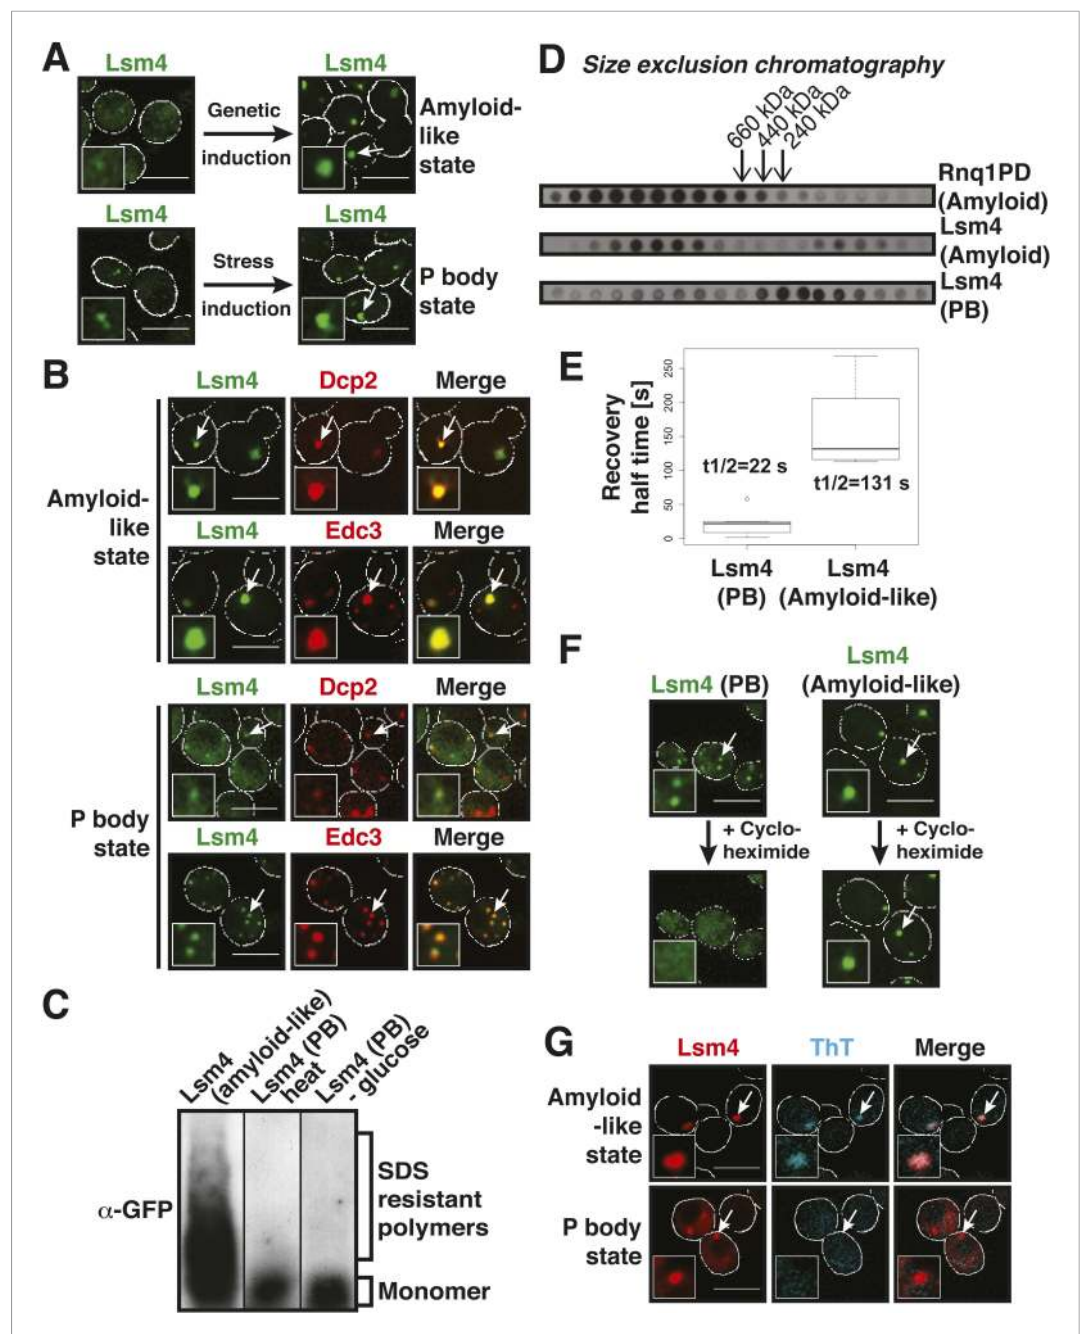 A
Lsm4
Lsm4
Genetic
induction
Amyloid-
like
state
Lsm4
Lsm4
Stress
induction
P body
state
B
Lsm4 Dcp2 Merge
Amyloid-
like
state
Lsm4 Edc3 Merge
Lsm4 Dcp2 Merge
P body
state
Lsm4 Edc3 Merge
C
Lsm4
(amyloid-like)
Lsm4 (PB)
heat
Lsm4 (PB)
- glucose
α-GFP
SDS
resistant
polymers
Monomer
D
Size exclusion chromatography
660 kDa
440 kDa
240 kDa
Rnq1PD
(Amyloid)
Lsm4
(Amyloid)
Lsm4
(PB)
E
Recovery
half time [s]
250
200
150
100
50
0
t1/2=22 s
t1/2=131 s
Lsm4
(PB)
Lsm4
(Amyloid-like)
F
Lsm4 (PB)
Lsm4
(Amyloid-like)
+ Cyclo-
heximide
+ Cyclo-
heximide
G
Lsm4 ThT Merge
Amyloid
-like
state
P body
state